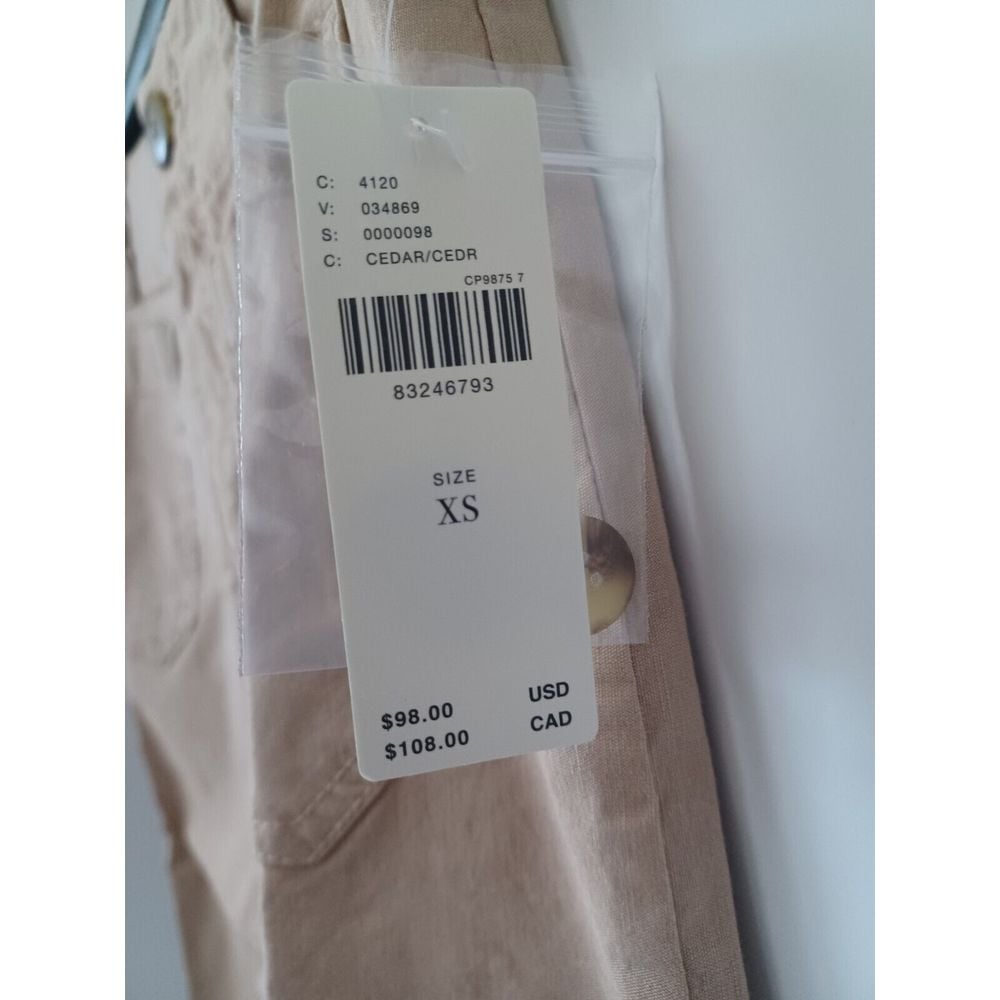 C: 4120
V: 034869
S: 0000098
C: CEDAR/CEDR
CP9875 7
83246793
SIZE
XS
$98.00 USD
$108.00 CAD